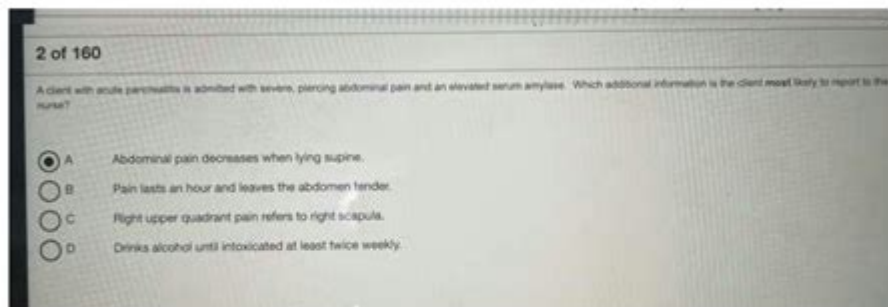 2 of 160
A client with acute pancreatitis is admitted with severe, piercing abdominal pain and an elevated serum amylase. Which additional information is the client most likely to report to the
nurse?
A Abdominal pain decreases when lying supine.
B Pain lasts an hour and leaves the abdomen tender.
C Right upper quadrant pain refers to right scapula.
D Drinks alcohol until intoxicated at least twice weekly.